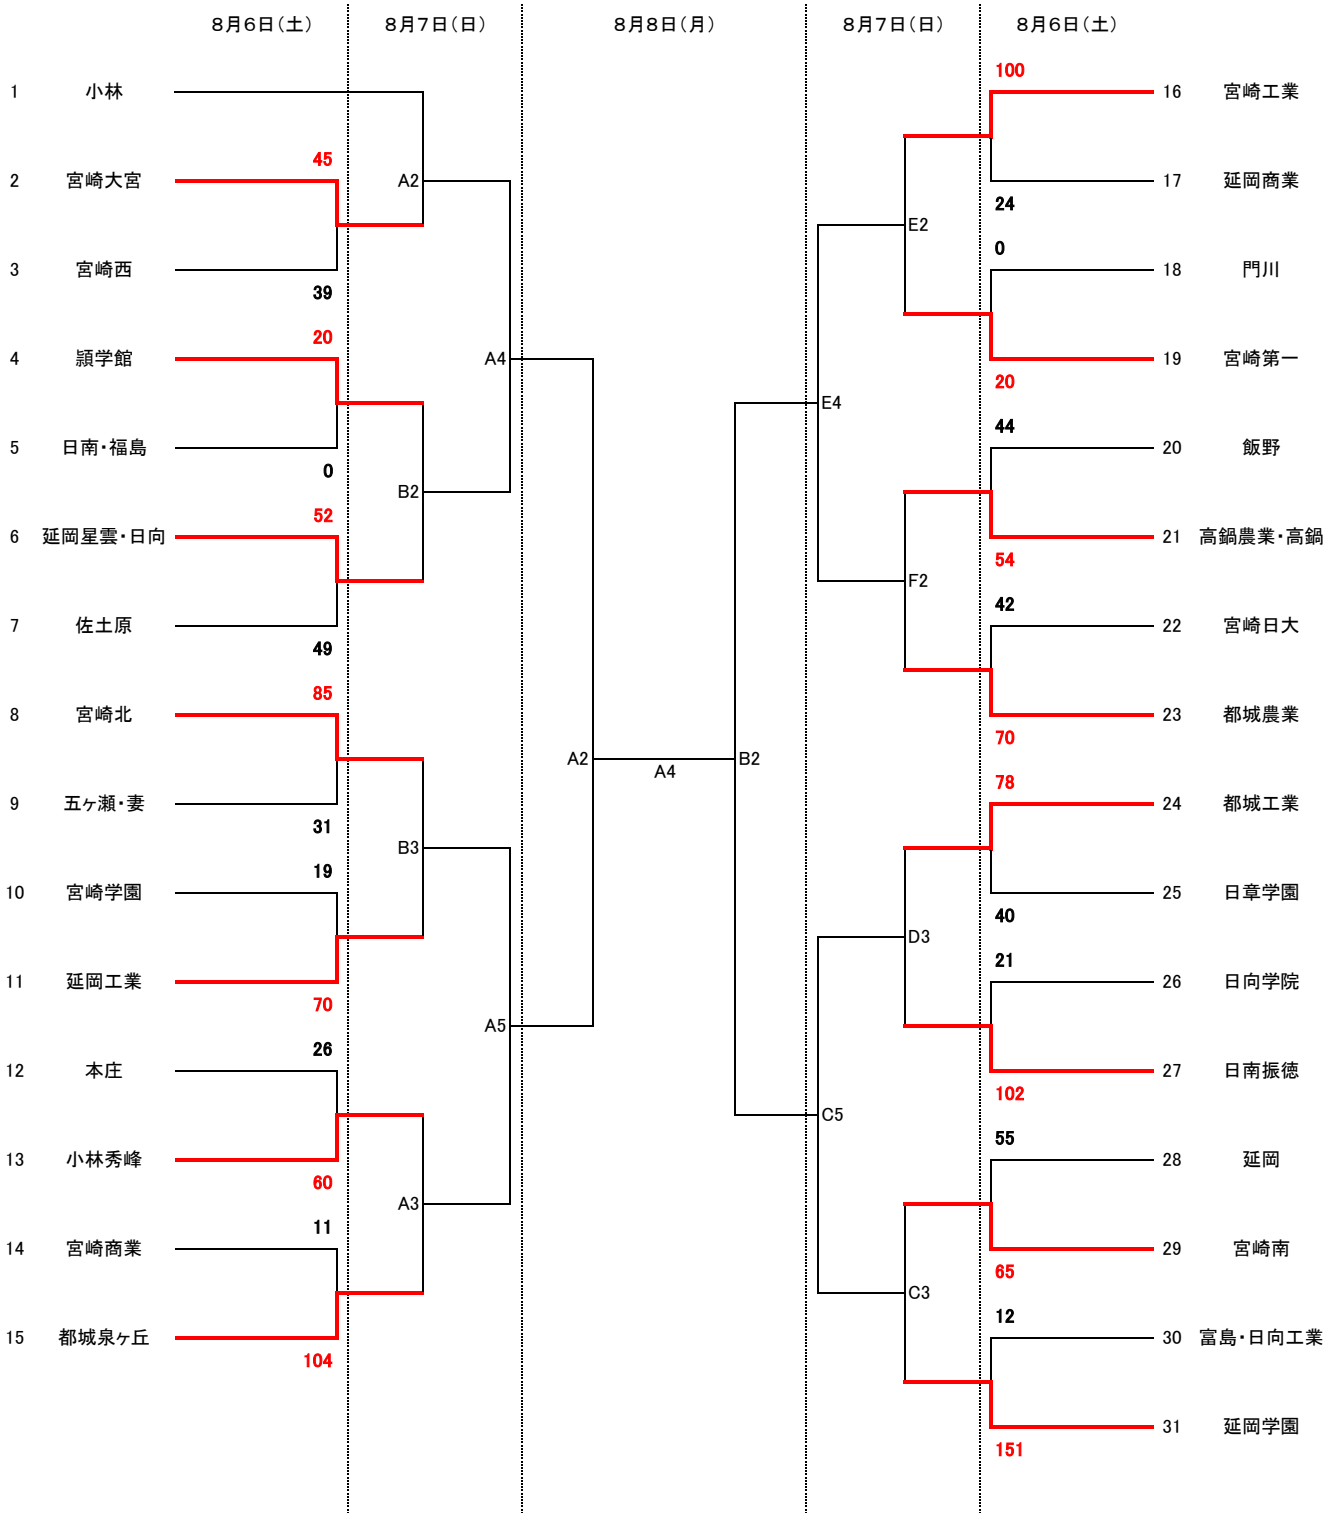 8月6日(土) 8月7日(日) 8月8日(月) 8月7日(日) 8月6日(土)
1 小林
45
2 宮崎大宮
A2
3 宮崎西
39
20
4 頴学館
A4
5 日南・福島
0
B2
52
6 延岡星雲・日向
7 佐土原
49
85
8 宮崎北
9 五ヶ瀬・妻
31
B3
19
10 宮崎学園
11 延岡工業
70
A5
26
12 本庄
13 小林秀峰
60
A3
11
14 宮崎商業
15 都城泉ヶ丘
104
A2
A4
B2
100
16 宮崎工業
17 延岡商業
24
E2
0
18 門川
19 宮崎第一
20
E4
44
20 飯野
21 高鍋農業・高鍋
54
F2
42
22 宮崎日大
23 都城農業
70
78
24 都城工業
25 日章学園
40
D3
21
26 日向学院
27 日南振徳
102
C5
55
28 延岡
29 宮崎南
65
C3
12
30 富島・日向工業
31 延岡学園
151